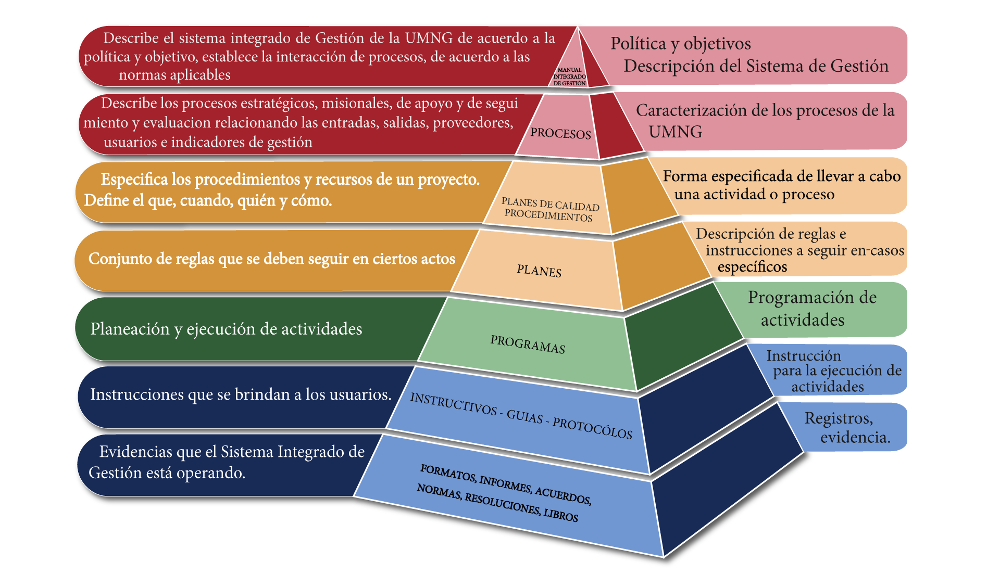 Describe el sistema integrado de Gestión de la UMNG de acuerdo a la
política y objetivo, establece la interacción de procesos, de acuerdo a las
normas aplicables
MANUAL
INTEGRADO
DE GESTIÓN
Política y objetivos
Descripción del Sistema de Gestión
Describe los procesos estratégicos, misionales, de apoyo y de segui
miento y evaluacion relacionando las entradas, salidas, proveedores,
usuarios e indicadores de gestión
PROCESOS
Caracterización de los procesos de la
UMNG
Especifica los procedimientos y recursos de un proyecto.
Define el que, cuando, quién y cómo.
PLANES DE CALIDAD
PROCEDIMIENTOS
Forma especificada de llevar a cabo
una actividad o proceso
Conjunto de reglas que se deben seguir en ciertos actos
PLANES
Descripción de reglas e
instrucciones a seguir en-casos
específicos
Planeación y ejecución de actividades
PROGRAMAS
Programación de
actividades
Instrucciones que se brindan a los usuarios.
INSTRUCTIVOS - GUIAS - PROTOCÓLOS
Instrucción
para la ejecución de
actividades
Evidencias que el Sistema Integrado de
Gestión está operando.
FORMATOS, INFORMES, ACUERDOS,
NORMAS, RESOLUCIONES, LIBROS
Registros,
evidencia.